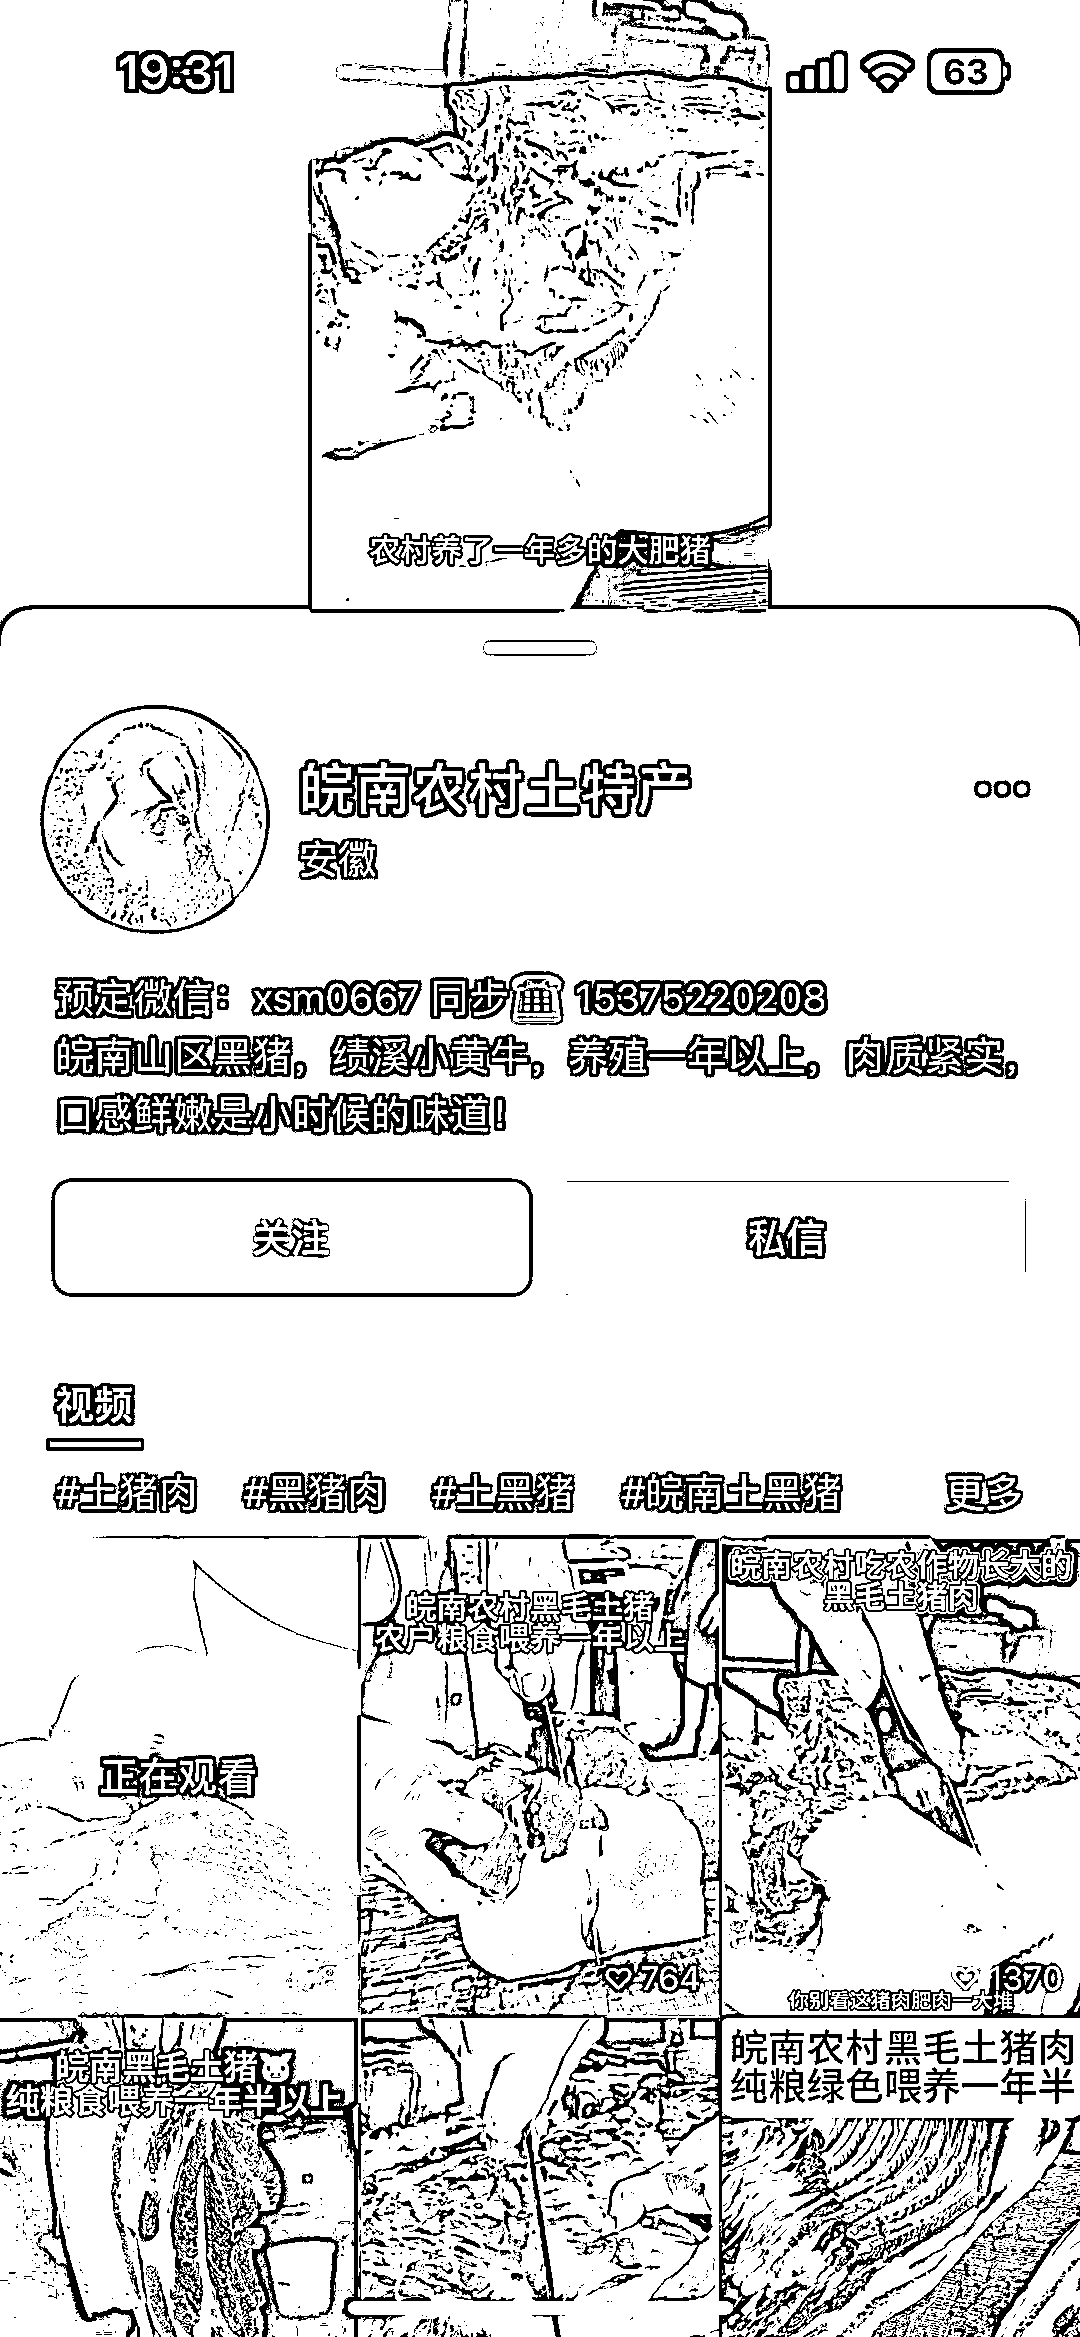 19:31
63
农村养了一年多的大肥猪
皖南农村土特产
安徽
预定微信：xsm0667 同步☎ 15375220208
皖南山区黑猪，绩溪小黄牛，养殖一年以上，肉质紧实，
口感鲜嫩是小时候的味道！
关注
私信
视频
#土猪肉 #黑猪肉 #土黑猪 #皖南土黑猪 更多
正在观看
皖南农村黑毛土猪
农户粮食喂养一年以上
764
皖南农村吃农作物长大的
黑毛土猪肉
你别看这猪肉肥肉一大堆
1370
皖南黑毛土猪🐷
纯粮食喂养一年半以上
皖南农村黑毛土猪肉
纯粮绿色喂养一年半